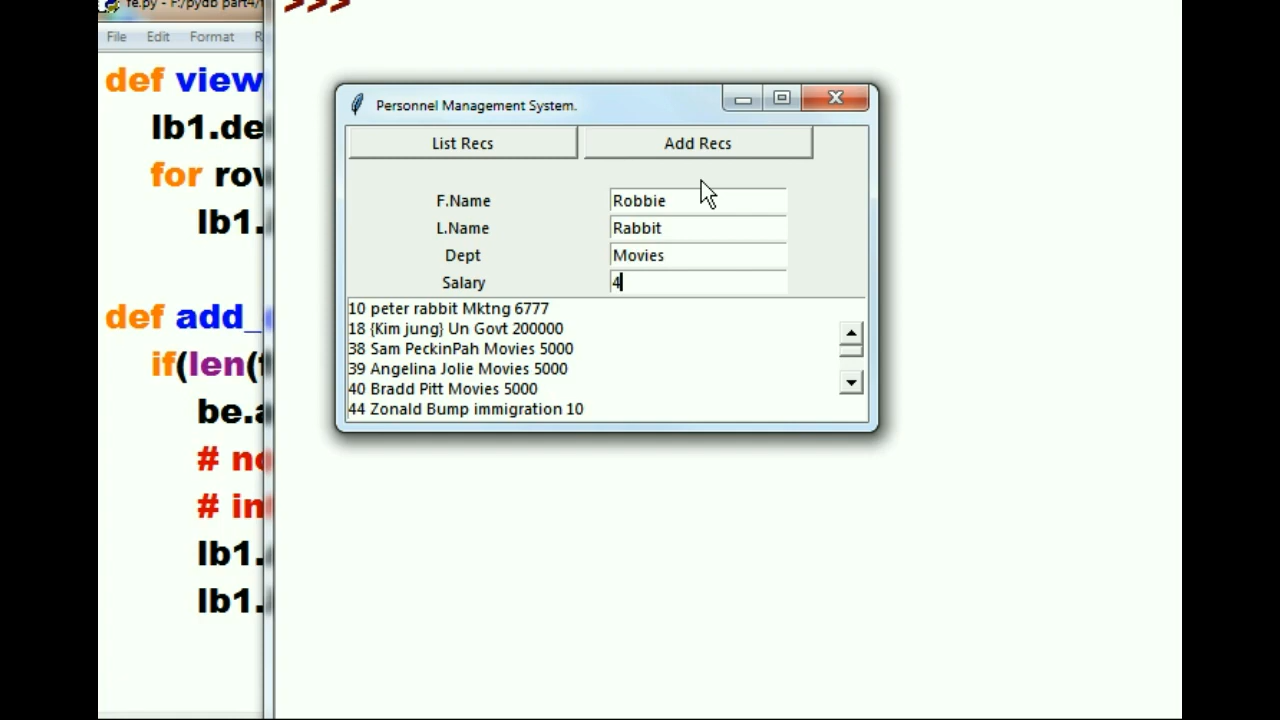 fe.py - F:/pydb part4/
>>>
File Edit Format
def view
lb1.de
for row
lb1.
def add_
if(len(
be.a
# no
# in
lb1.
lb1.
Personnel Management System.
List Recs Add Recs
F.Name Robbie
L.Name Rabbit
Dept Movies
Salary 4
10 peter rabbit Mktng 6777
18 {Kim jung} Un Govt 200000
38 Sam PeckinPah Movies 5000
39 Angelina Jolie Movies 5000
40 Bradd Pitt Movies 5000
44 Zonald Bump immigration 10